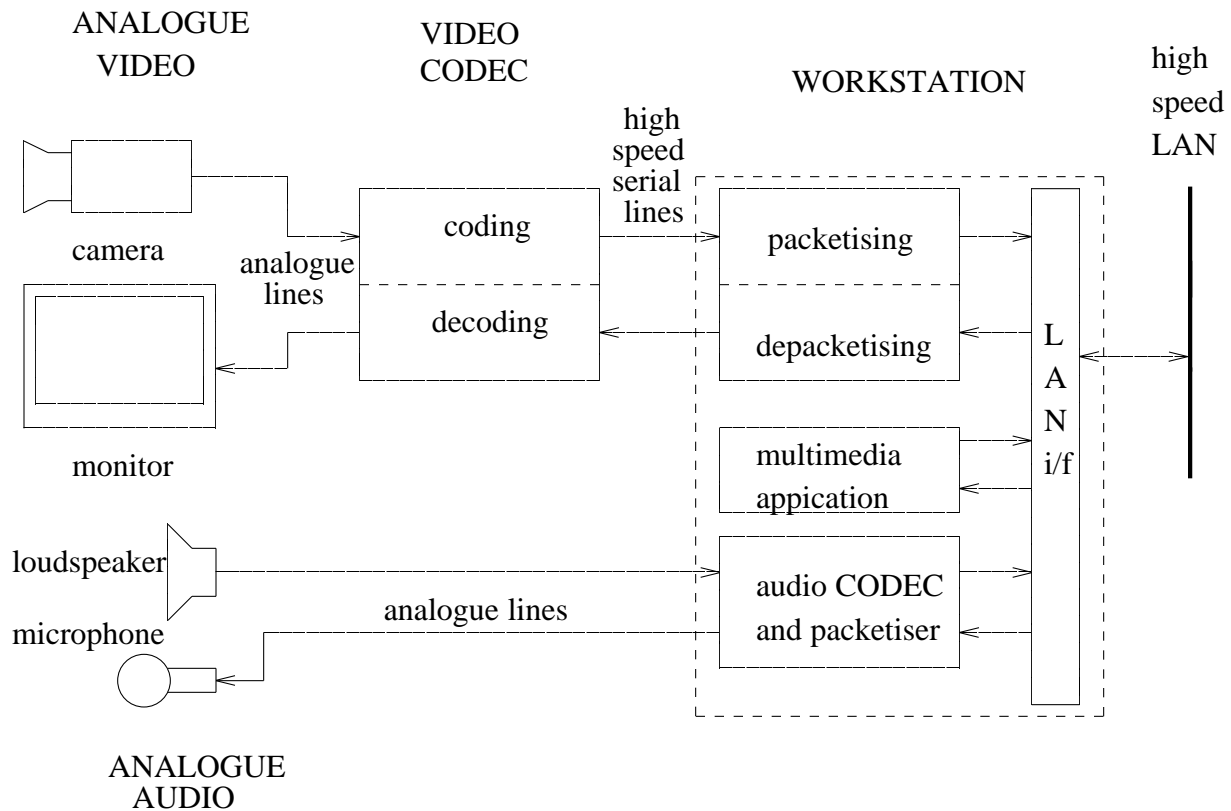 ANALOGUE
VIDEO
VIDEO
CODEC
WORKSTATION
high
speed
LAN
high
speed
serial
lines
camera
analogue
lines
coding
decoding
packetising
depacketising
L
A
N
i/f
monitor
multimedia
appication
loudspeaker
microphone
analogue lines
audio CODEC
and packetiser
ANALOGUE
AUDIO